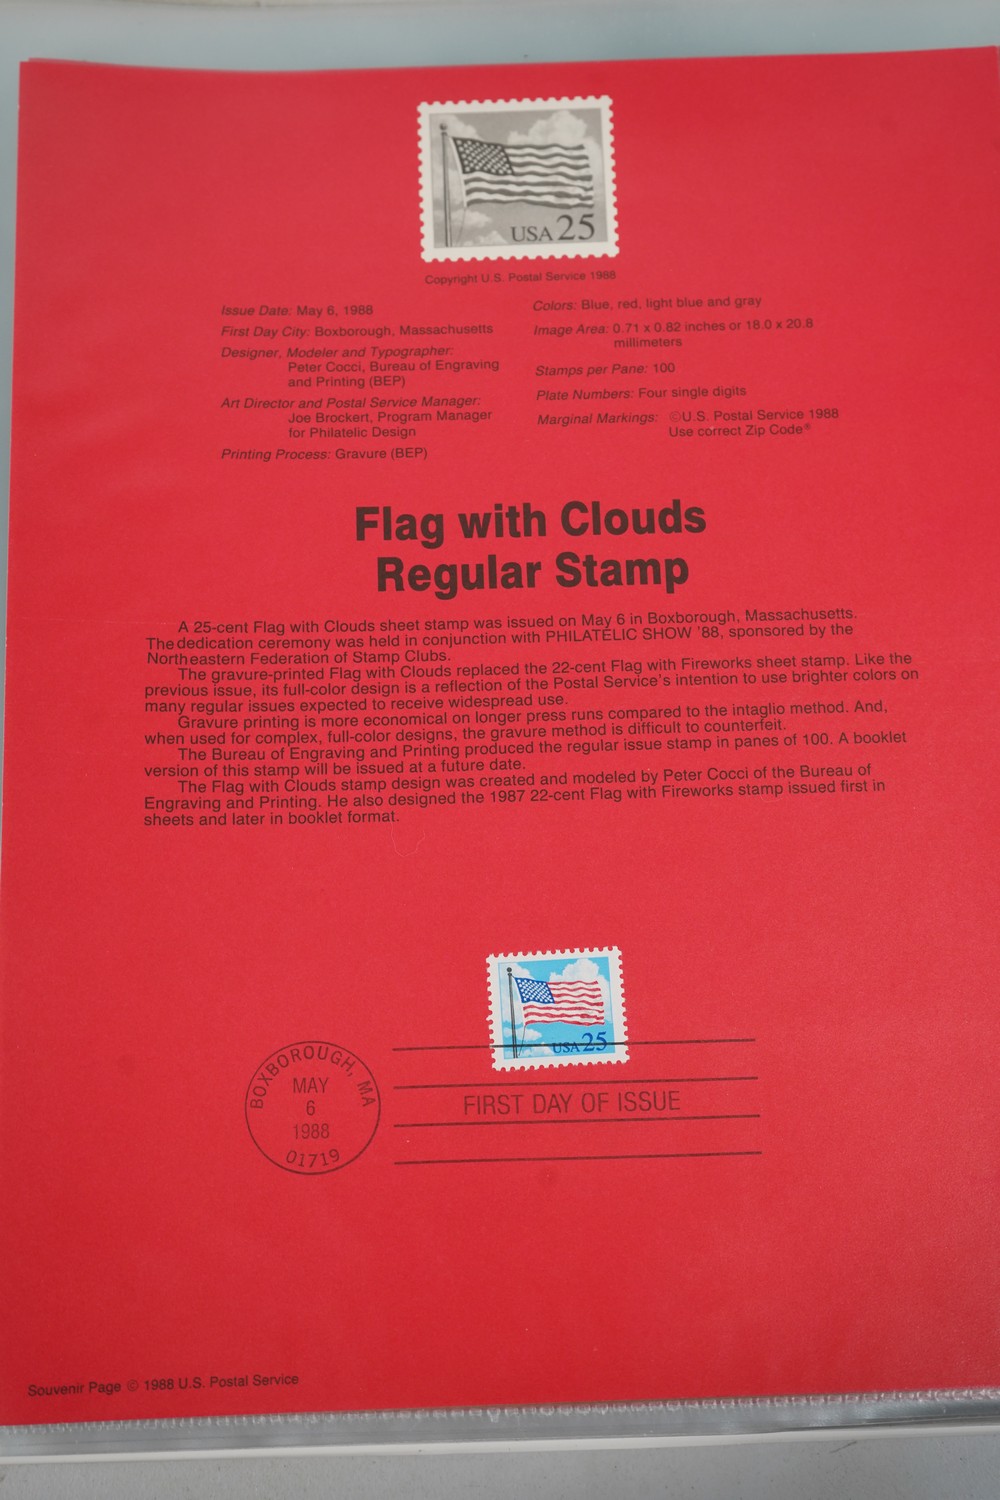 USA 25
Copyright U.S. Postal Service 1988
Issue Date: May 6, 1988
First Day City: Boxborough, Massachusetts
Designer, Modeler and Typographer:
Peter Cocci, Bureau of Engraving
and Printing (BEP)
Art Director and Postal Service Manager:
Joe Brockert, Program Manager
for Philatelic Design
Printing Process: Gravure (BEP)
Colors: Blue, red, light blue and gray
Image Area: 0.71 x 0.82 inches or 18.0 x 20.8
millimeters
Stamps per Pane: 100
Plate Numbers: Four single digits
Marginal Markings: ©U.S. Postal Service 1988
Use correct Zip Code®
Flag with Clouds
Regular Stamp
A 25-cent Flag with Clouds sheet stamp was issued on May 6 in Boxborough, Massachusetts.
The dedication ceremony was held in conjunction with PHILATELIC SHOW '88, sponsored by the
Northeastern Federation of Stamp Clubs.
The gravure-printed Flag with Clouds replaced the 22-cent Flag with Fireworks sheet stamp. Like the
previous issue, its full-color design is a reflection of the Postal Service's intention to use brighter colors on
many regular issues expected to receive widespread use.
Gravure printing is more economical on longer press runs compared to the intaglio method. And,
when used for complex, full-color designs, the gravure method is difficult to counterfeit.
The Bureau of Engraving and Printing produced the regular issue stamp in panes of 100. A booklet
version of this stamp will be issued at a future date.
The Flag with Clouds stamp design was created and modeled by Peter Cocci of the Bureau of
Engraving and Printing. He also designed the 1987 22-cent Flag with Fireworks stamp issued first in
sheets and later in booklet format.
USA 25
BOXBOROUGH, MA
MAY
6
1988
01719
FIRST DAY OF ISSUE
Souvenir Page © 1988 U.S. Postal Service